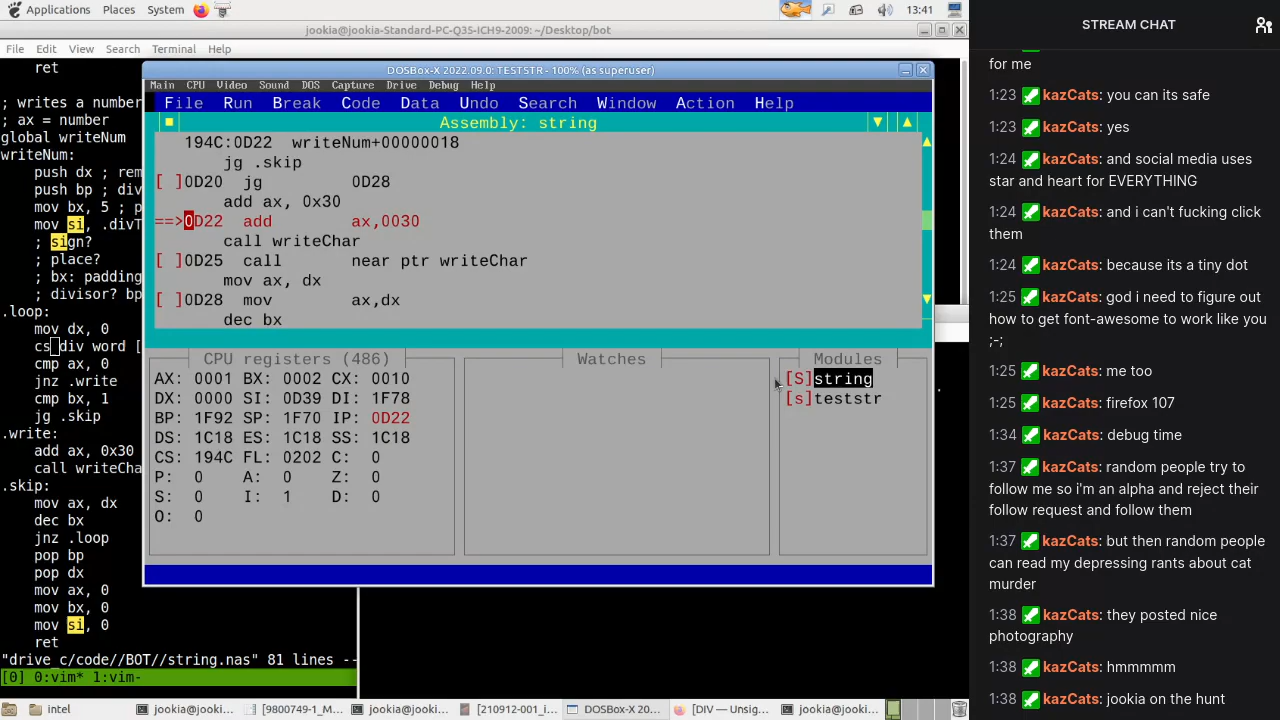 Applications Places System 13:41
jookia@jookia-Standard-PC-Q35-ICH9-2009: ~/Desktop/bot
File Edit View Search Terminal Help
ret
; writes a number
; ax = number
global writeNum
writeNum:
push dx ; rem
push bp ; div
mov bx, 5 ; p
mov si, .divT
; sign?
; place?
; bx: padding
; divisor? bp
.loop:
mov dx, 0
cs div word [
cmp ax, 0
jnz .write
cmp bx, 1
jg .skip
.write:
add ax, 0x30
call writeCha
.skip:
mov ax, dx
dec bx
jnz .loop
pop bp
pop dx
mov ax, 0
mov bx, 0
mov si, 0
ret
"drive_c/code//BOT//string.nas" 81 lines --
[0] 0:vim* 1:vim-
DOSBox-X 2022.09.0: TESTSTR - 100% (as superuser)
Main CPU Video Sound DOS Capture Drive Debug Help
File Run Break Code Data Undo Search Window Action Help
Assembly: string
194C:0D22 writeNum+00000018
jg .skip
[ ]0D20 jg 0D28
add ax, 0x30
==>0D22 add ax,0030
call writeChar
[ ]0D25 call near ptr writeChar
mov ax, dx
[ ]0D28 mov ax,dx
dec bx
CPU registers (486)
AX: 0001 BX: 0002 CX: 0010
DX: 0000 SI: 0D39 DI: 1F78
BP: 1F92 SP: 1F70 IP: 0D22
DS: 1C18 ES: 1C18 SS: 1C18
CS: 194C FL: 0202 C: 0
P: 0 A: 0 Z: 0
S: 0 I: 1 D: 0
O: 0
Watches
Modules
[S]string
[s]teststr
intel jookia@jooki... [9800749-1_M... jookia@jooki... [210912-001_i... DOSBox-X 20... [DIV — Unsig... jookia@jooki...
STREAM CHAT
for me
1:23 kazCats: you can its safe
1:23 kazCats: yes
1:24 kazCats: and social media uses
star and heart for EVERYTHING
1:24 kazCats: and i can't fucking click
them
1:24 kazCats: because its a tiny dot
1:25 kazCats: god i need to figure out
how to get font-awesome to work like you
;-;
1:25 kazCats: me too
1:25 kazCats: firefox 107
1:34 kazCats: debug time
1:37 kazCats: random people try to
follow me so i'm an alpha and reject their
follow request and follow them
1:37 kazCats: but then random people
can read my depressing rants about cat
murder
1:38 kazCats: they posted nice
photography
1:38 kazCats: hmmmmm
1:38 kazCats: jookia on the hunt